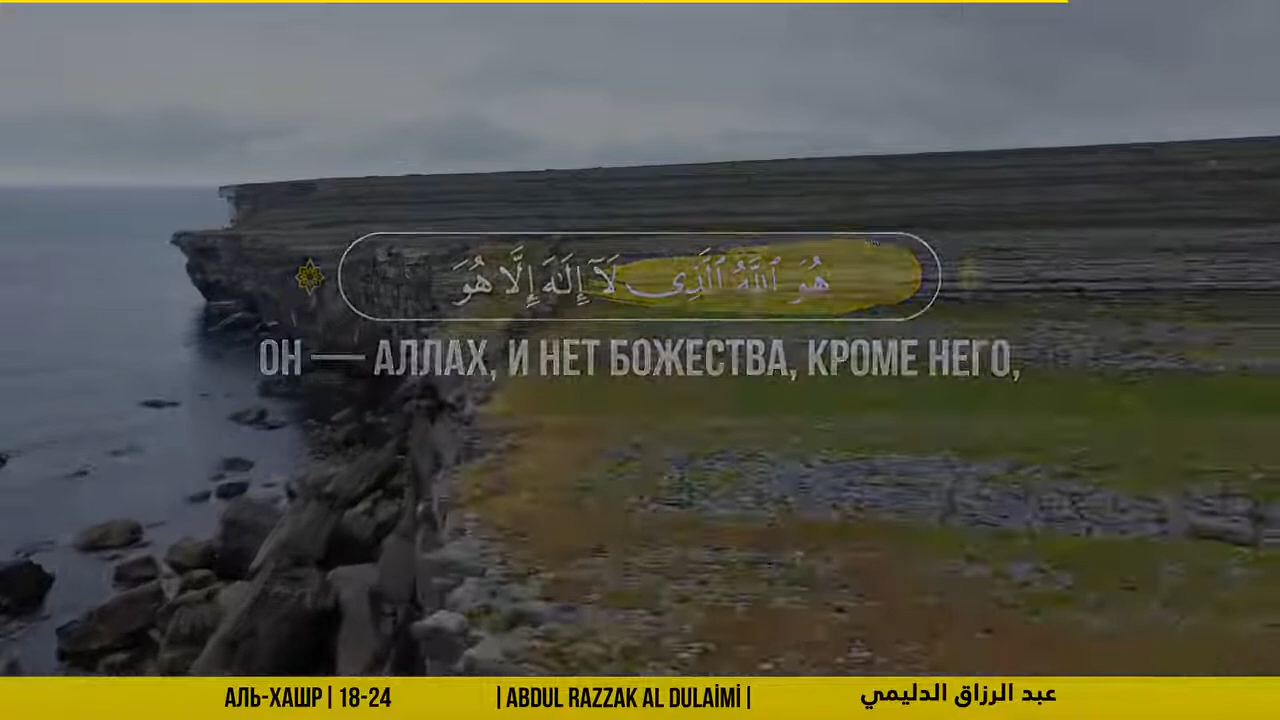 هُوَ ٱللَّهُ ٱلَّذِى لَآ إِلَٰهَ إِلَّا هُوَ
ОН — АЛЛАХ, И НЕТ БОЖЕСТВА, КРОМЕ НЕГО,
АЛЬ-ХАШР | 18-24
| ABDUL RAZZAK AL DULAİMİ |
عبد الرزاق الدليمي